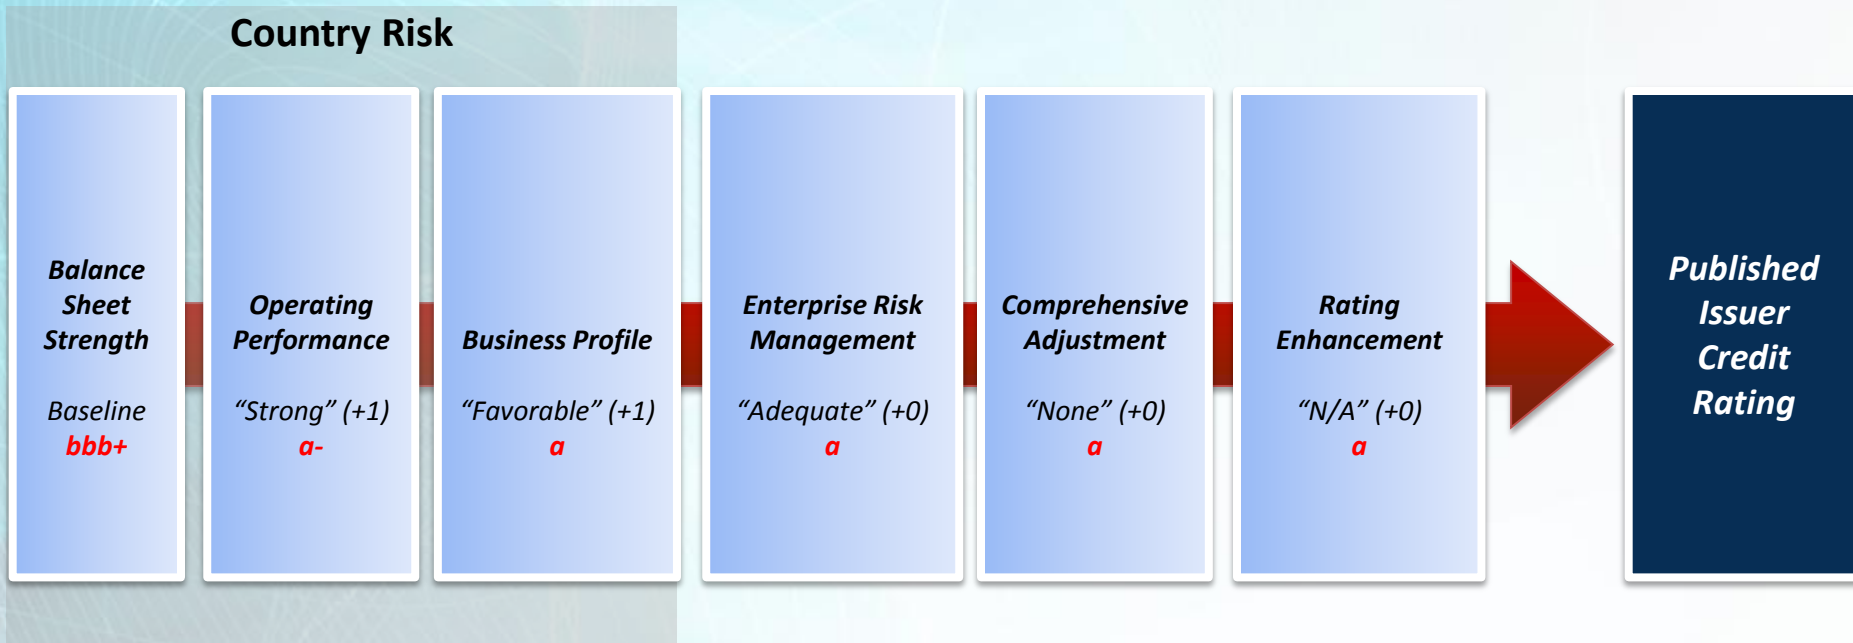 Country Risk
Balance
Sheet
Strength
Baseline
bbb+
Operating
Performance
“Strong” (+1)
a-
Business Profile
“Favorable” (+1)
a
Enterprise Risk
Management
“Adequate” (+0)
a
Comprehensive
Adjustment
“None” (+0)
a
Rating
Enhancement
“N/A” (+0)
a
Published
Issuer
Credit
Rating